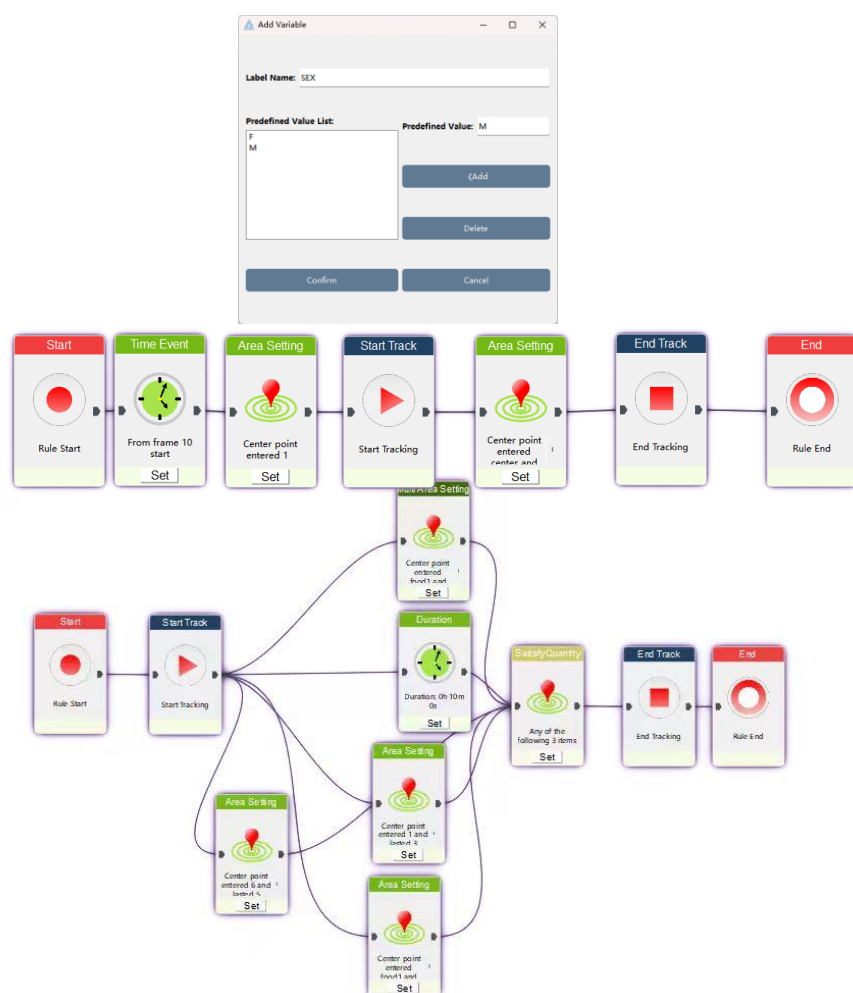 Add Variable
Label Name: SEX
Predefined Value List:
Predefined Value: M
F
M
《Add
Delete
Confirm
Cancel
Start
Rule Start
Time Event
From frame 10
start
Set
Area Setting
Center point
entered 1
Set
Start Track
Start Tracking
Area Setting
Center point
entered
center and
Set
End Track
End Tracking
End
Rule End
Multi Area Setting
Center point
entered
food1 and
Set
Start
Rule Start
Start Track
Start Tracking
Duration
Duration: 0h 10m
0s
Set
SatisfyQuantity
Any of the
following 3 items
Set
End Track
End Tracking
End
Rule End
Area Setting
Center point
entered 1 and
lasted 3
Set
Area Setting
Center point
entered 6 and
lasted 5
Set
Area Setting
Center point
entered
food1 and
Set